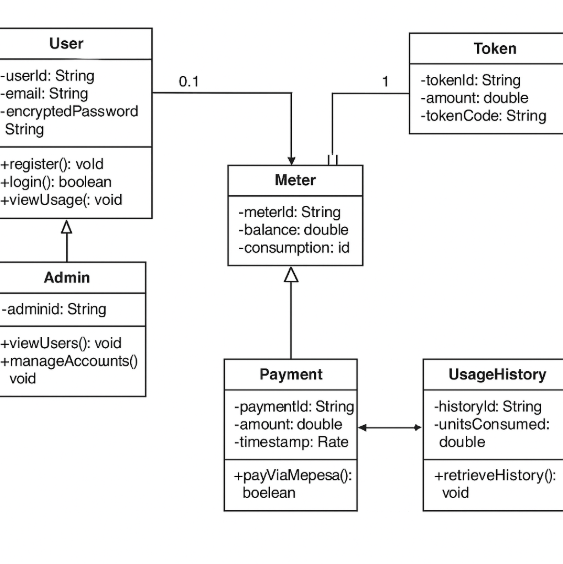 User
-userId: String
-email: String
-encryptedPassword
String
+register(): void
+login(): boolean
+viewUsage(: void
0.1
1
Token
-tokenId: String
-amount: double
-tokenCode: String
Meter
-meterId: String
-balance: double
-consumption: id
Admin
-adminid: String
+viewUsers(): void
+manageAccounts()
void
Payment
-paymentId: String
-amount: double
-timestamp: Rate
+payViaMepesa():
boelean
UsageHistory
-historyId: String
-unitsConsumed:
double
+retrieveHistory():
void